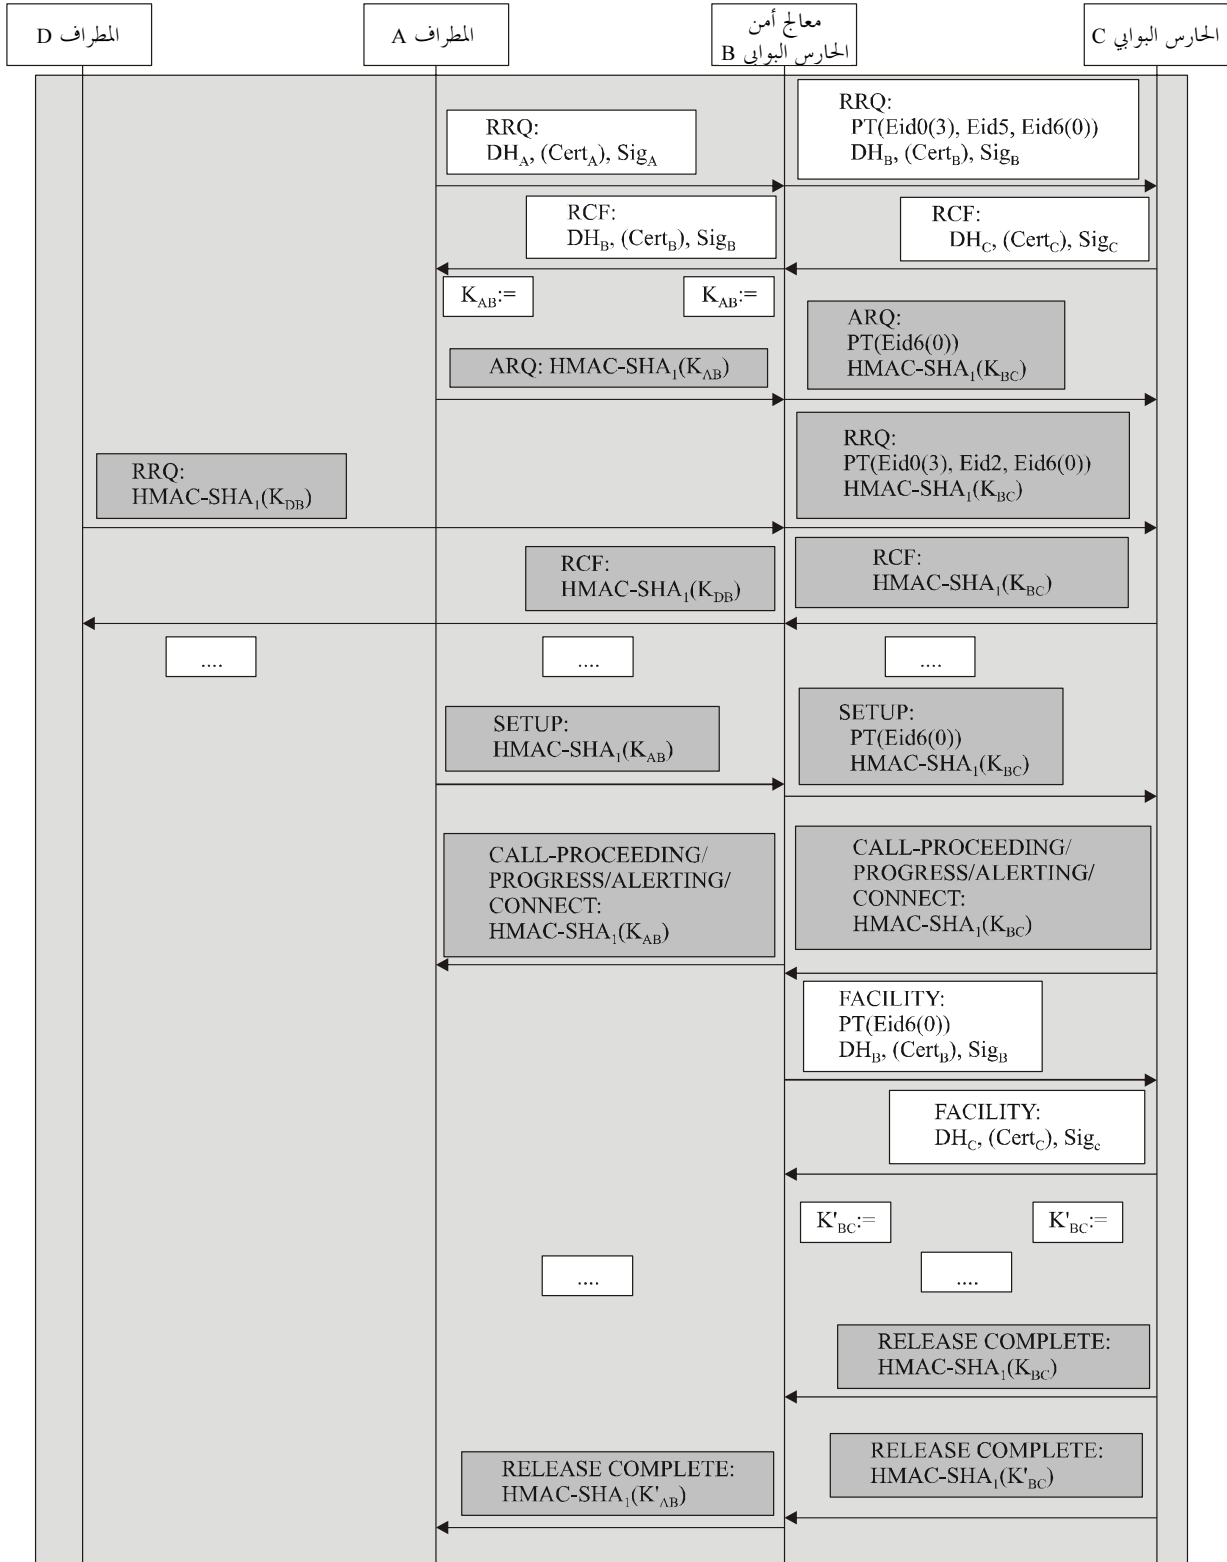 المطراف D
المطراف A
معالج أمن
الحارس البوابي B
الحارس البوابي C
RRQ:
DH_A, (Cert_A), Sig_A
RRQ:
PT(Eid0(3), Eid5, Eid6(0))
DH_B, (Cert_B), Sig_B
RCF:
DH_B, (Cert_B), Sig_B
RCF:
DH_C, (Cert_C), Sig_C
K_AB:=
K_AB:=
ARQ: HMAC-SHA_1(K_AB)
ARQ:
PT(Eid6(0))
HMAC-SHA_1(K_BC)
RRQ:
HMAC-SHA_1(K_DB)
RRQ:
PT(Eid0(3), Eid2, Eid6(0))
HMAC-SHA_1(K_BC)
RCF:
HMAC-SHA_1(K_DB)
RCF:
HMAC-SHA_1(K_BC)
....
....
....
SETUP:
HMAC-SHA_1(K_AB)
SETUP:
PT(Eid6(0))
HMAC-SHA_1(K_BC)
CALL-PROCEEDING/
PROGRESS/ALERTING/
CONNECT:
HMAC-SHA_1(K_AB)
CALL-PROCEEDING/
PROGRESS/ALERTING/
CONNECT:
HMAC-SHA_1(K_BC)
FACILITY:
PT(Eid6(0))
DH_B, (Cert_B), Sig_B
FACILITY:
DH_C, (Cert_C), Sig_c
K'_BC:=
K'_BC:=
....
....
RELEASE COMPLETE:
HMAC-SHA_1(K_BC)
RELEASE COMPLETE:
HMAC-SHA_1(K'_AB)
RELEASE COMPLETE:
HMAC-SHA_1(K'_BC)